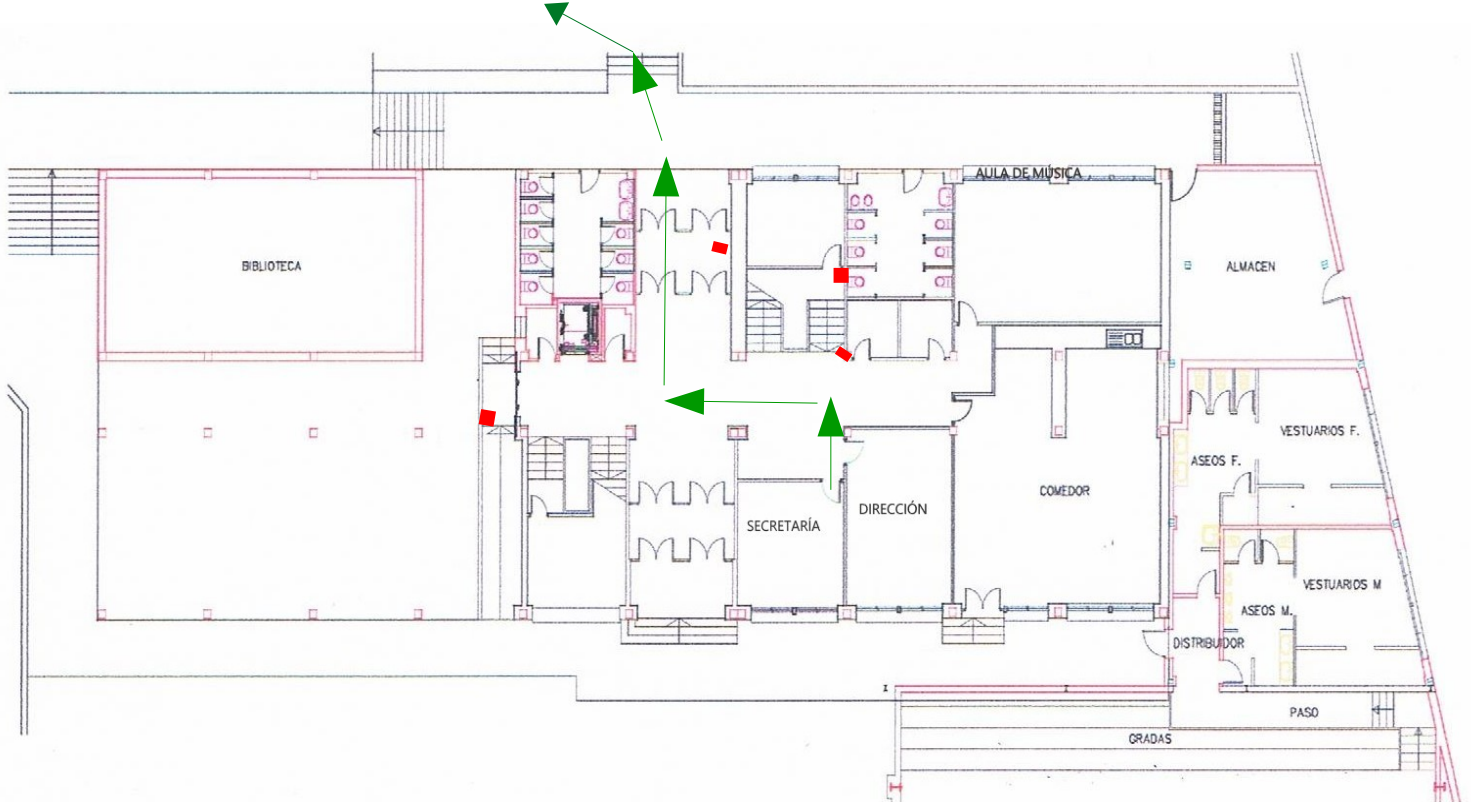 AULA DE MÚSICA
BIBLIOTECA
ALMACEN
VESTUARIOS F.
ASEOS F.
COMEDOR
DIRECCIÓN
SECRETARÍA
VESTUARIOS M
ASEOS M.
DISTRIBUIDOR
PASO
GRADAS